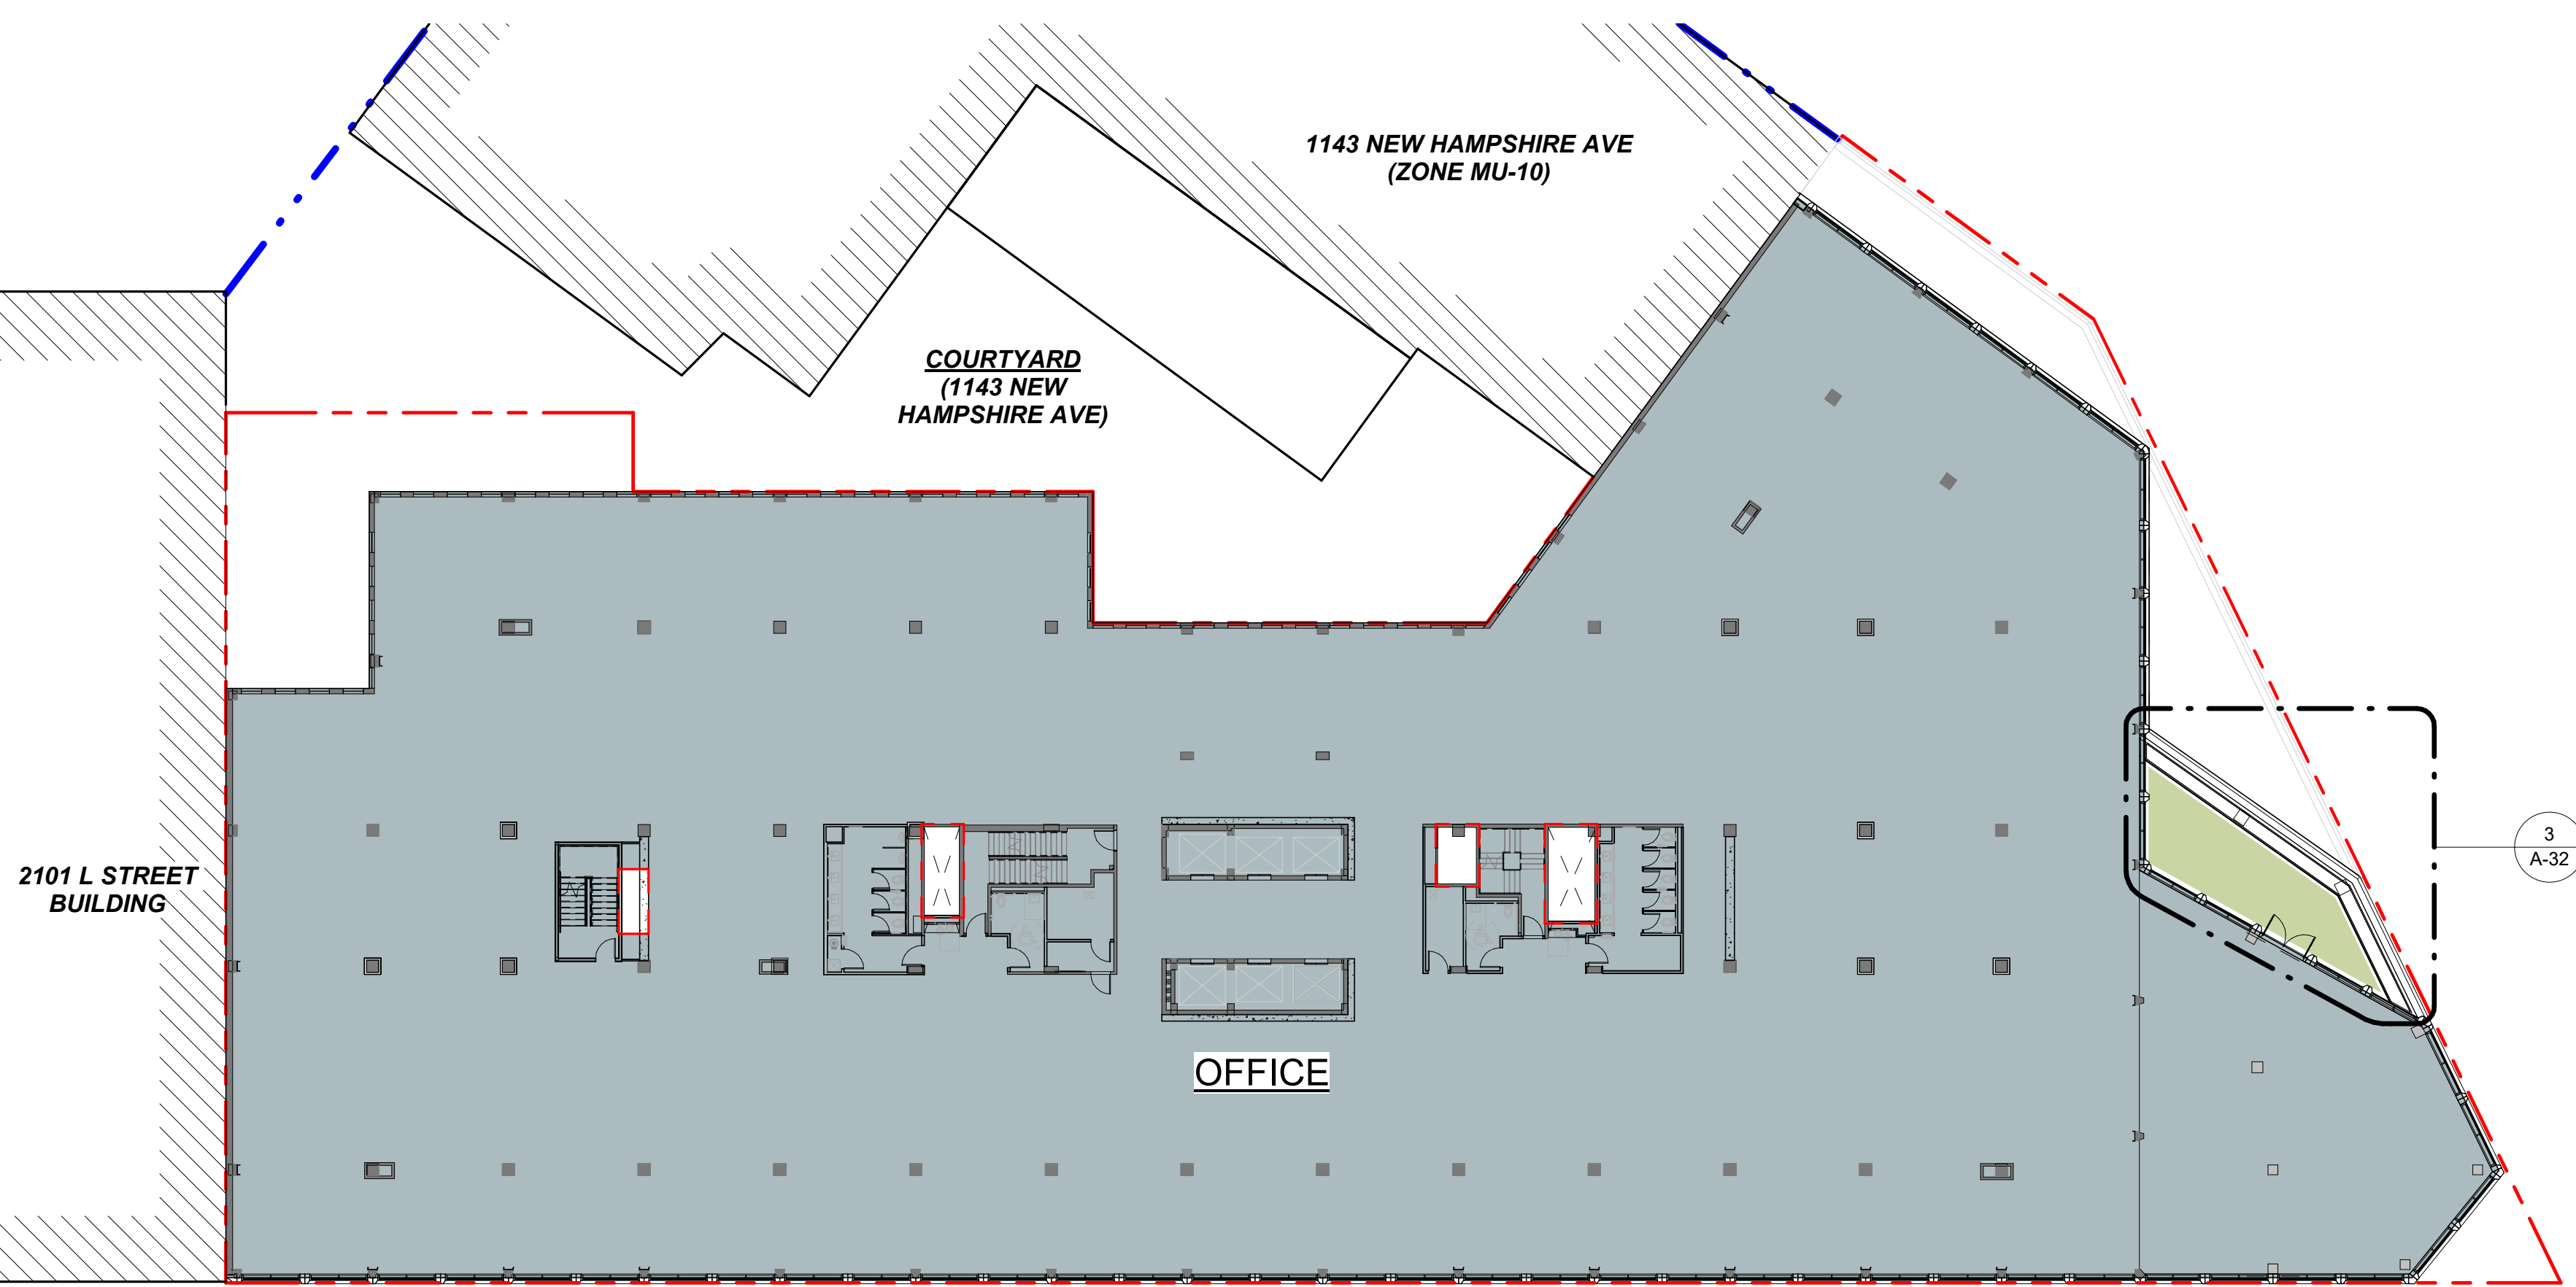 1143 NEW HAMPSHIRE AVE
(ZONE MU-10)
COURTYARD
(1143 NEW
HAMPSHIRE AVE)
2101 L STREET
BUILDING
3
A-32
OFFICE